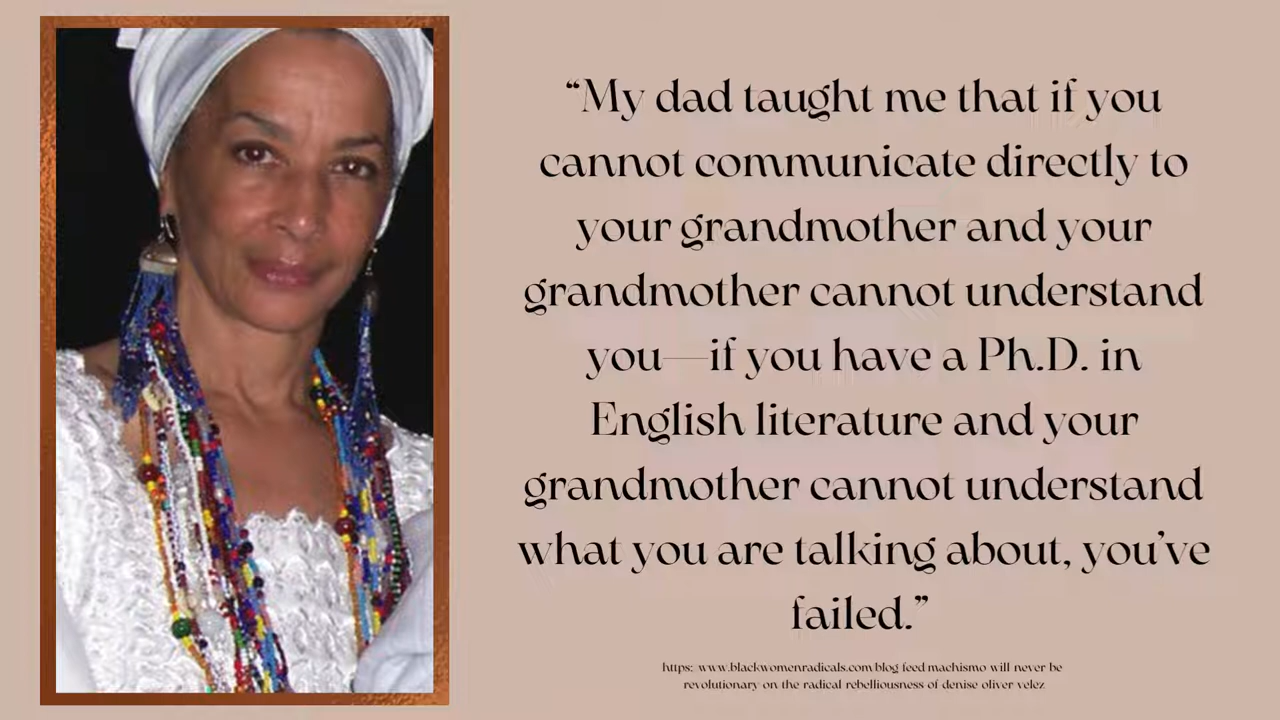 “My dad taught me that if you
cannot communicate directly to
your grandmother and your
grandmother cannot understand
you—if you have a Ph.D. in
English literature and your
grandmother cannot understand
what you are talking about, you’ve
failed.”
https: www.blackwomenradicals.com blog feed machismo will never be
revolutionary on the radical rebelliousness of denise oliver velez